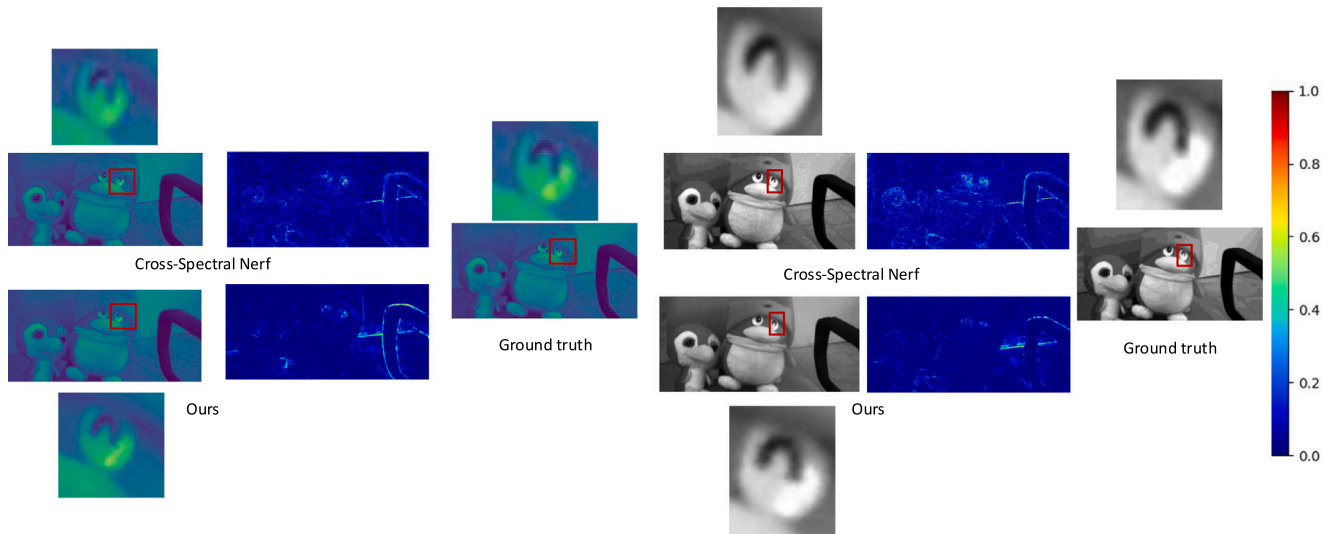 Cross-Spectral Nerf
Ours
Ground truth
Cross-Spectral Nerf
Ours
Ground truth
1.0
0.8
0.6
0.4
0.2
0.0